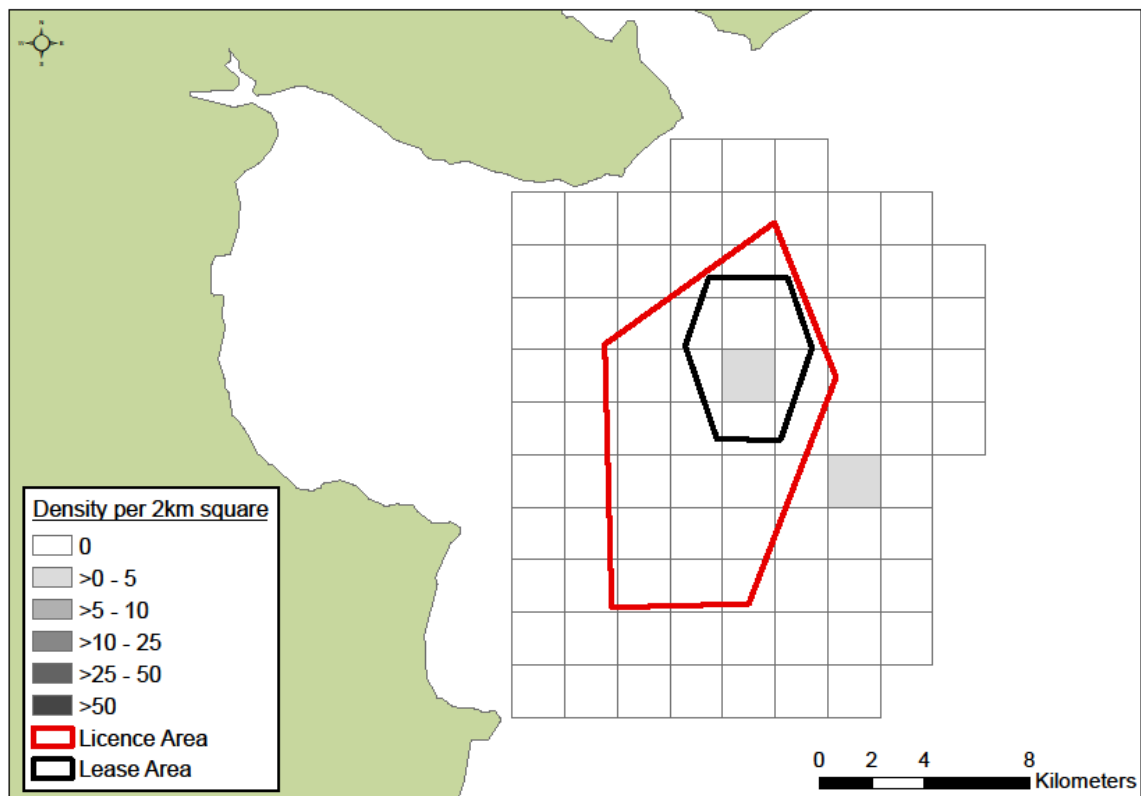 N
E
S
Density per 2km square
0
>0 - 5
>5 - 10
>10 - 25
>25 - 50
>50
Licence Area
Lease Area
0 2 4 8
Kilometers